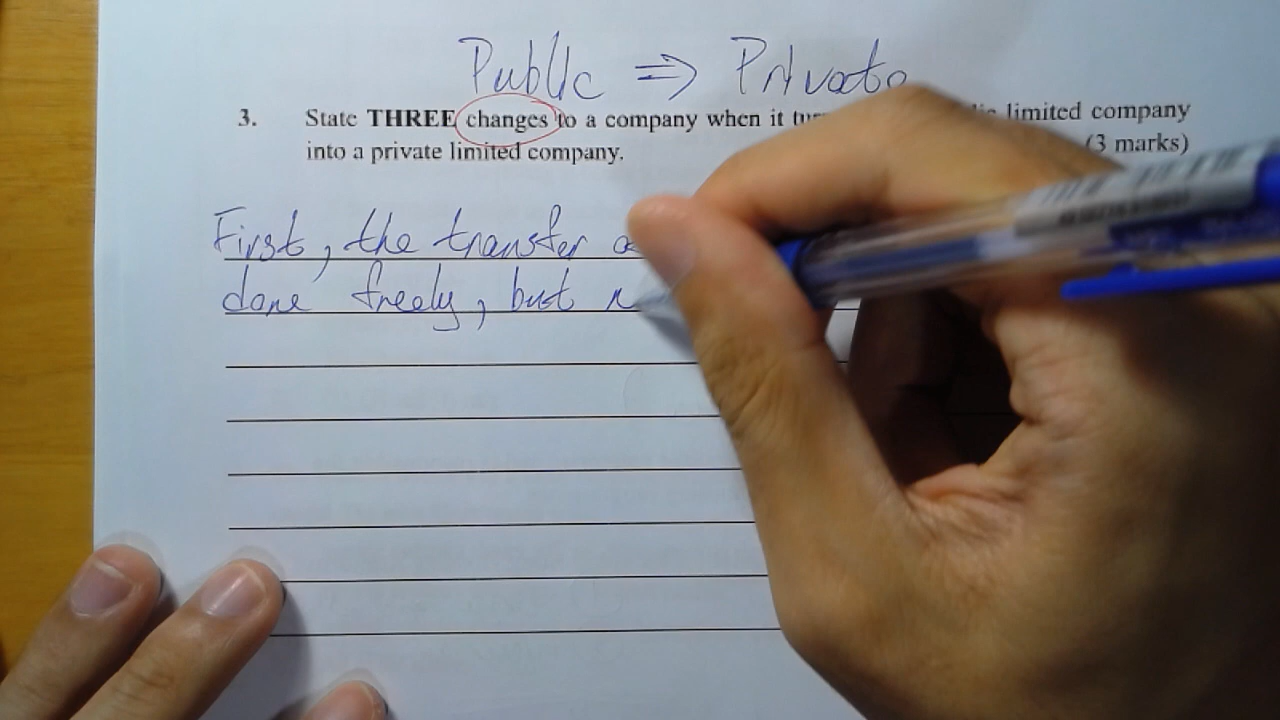 Public ⇒ Private
3. State THREE changes to a company when it limited company
into a private limited company. (3 marks)
First, the transfer
done freely, but